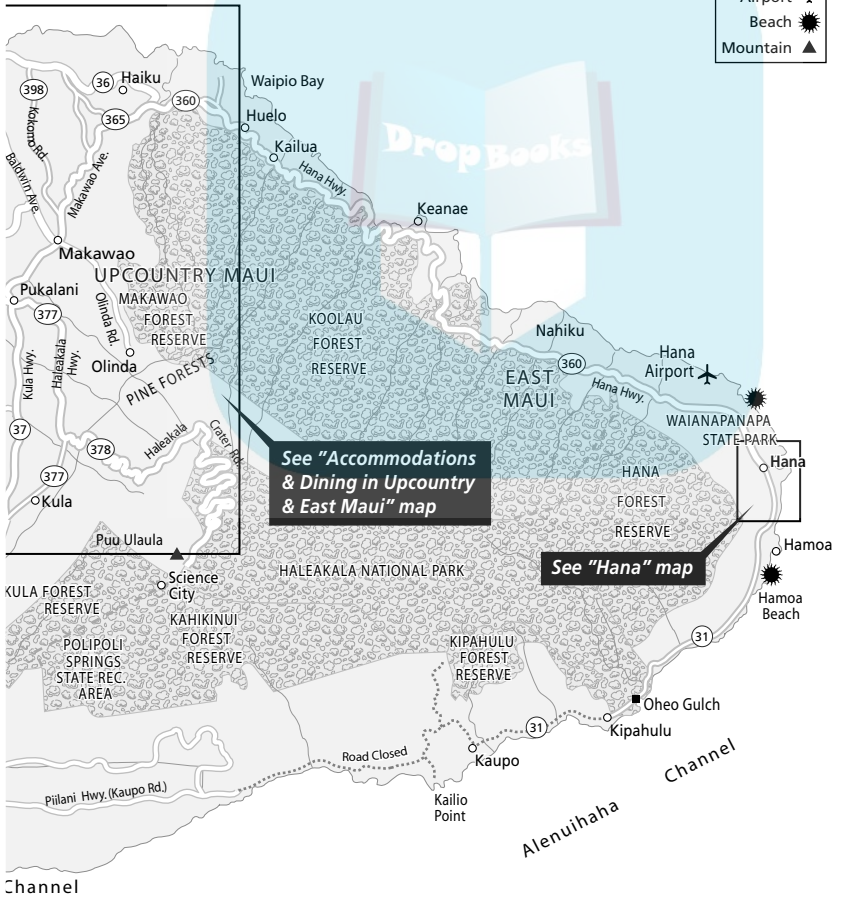 Airport
Beach
Mountain
398
36
Haiku
360
Waipio Bay
365
Huelo
Kokomo Rd.
Kailua
Baldwin Ave.
Makawao Ave.
Hana Hwy.
DropBooks
Keanae
Makawao
UPCOUNTRY MAUI
Pukalani
377
MAKAWAO
FOREST
RESERVE
Olinda Rd.
KOOLAU
FOREST
RESERVE
Nahiku
Kula Hwy.
Haleakala
Hwy.
Olinda
PINE FORESTS
360
Hana
Airport
EAST
MAUI
Hana Hwy.
37
378
Haleakala
Crater Rd.
WAIANAPANAPA
STATE PARK
377
Kula
See "Accommodations
& Dining in Upcountry
& East Maui" map
HANA
FOREST
RESERVE
Hana
Puu Ulaula
See "Hana" map
Hamoa
Science
City
HALEAKALA NATIONAL PARK
KULA FOREST
RESERVE
Hamoa
Beach
KAHIKINUI
FOREST
RESERVE
POLIPOLI
SPRINGS
STATE REC.
AREA
KIPAHULU
FOREST
RESERVE
31
Oheo Gulch
Kipahulu
31
Kaupo
Road Closed
Piilani Hwy. (Kaupo Rd.)
Kailio
Point
Alenuihaha Channel
Channel